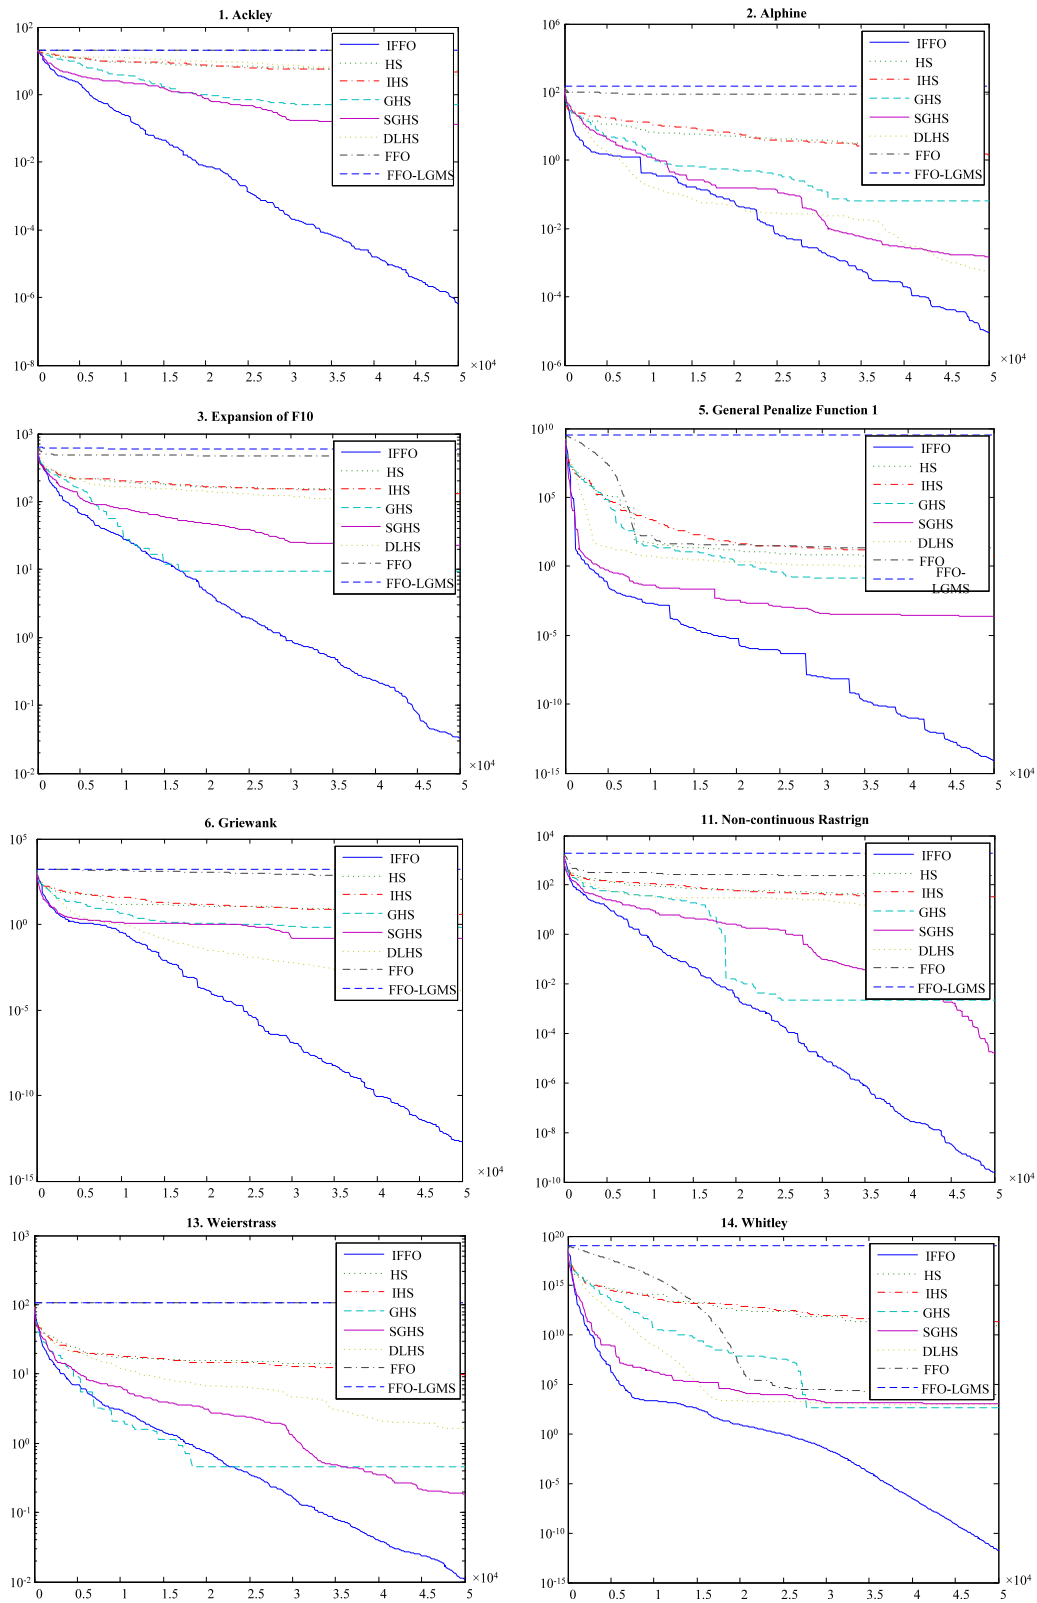 1. Ackley
10^2
10^0
10^-2
10^-4
10^-6
10^-8
0 0.5 1 1.5 2 2.5 3 3.5 4 4.5 5
×10^4
IFFO
HS
IHS
GHS
SGHS
DLHS
FFO
FFO-LGMS
2. Alphine
10^6
10^4
10^2
10^0
10^-2
10^-4
10^-6
0 0.5 1 1.5 2 2.5 3 3.5 4 4.5 5
×10^4
IFFO
HS
IHS
GHS
SGHS
DLHS
FFO
FFO-LGMS
3. Expansion of F10
10^3
10^2
10^1
10^0
10^-1
10^-2
0 0.5 1 1.5 2 2.5 3 3.5 4 4.5 5
×10^4
IFFO
HS
IHS
GHS
SGHS
DLHS
FFO
FFO-LGMS
5. General Penalize Function 1
10^10
10^5
10^0
10^-5
10^-10
10^-15
0 0.5 1 1.5 2 2.5 3 3.5 4 4.5 5
×10^4
IFFO
HS
IHS
GHS
SGHS
DLHS
FFO
FFO-
LGMS
6. Griewank
10^5
10^0
10^-5
10^-10
10^-15
0 0.5 1 1.5 2 2.5 3 3.5 4 4.5 5
×10^4
IFFO
HS
IHS
GHS
SGHS
DLHS
FFO
FFO-LGMS
11. Non-continuous Rastrign
10^4
10^2
10^0
10^-2
10^-4
10^-6
10^-8
10^-10
0 0.5 1 1.5 2 2.5 3 3.5 4 4.5 5
×10^4
IFFO
HS
IHS
GHS
SGHS
DLHS
FFO
FFO-LGMS
13. Weierstrass
10^3
10^2
10^1
10^0
10^-1
10^-2
0 0.5 1 1.5 2 2.5 3 3.5 4 4.5 5
×10^4
IFFO
HS
IHS
GHS
SGHS
DLHS
FFO
FFO-LGMS
14. Whitley
10^20
10^15
10^10
10^5
10^0
10^-5
10^-10
10^-15
0 0.5 1 1.5 2 2.5 3 3.5 4 4.5 5
×10^4
IFFO
HS
IHS
GHS
SGHS
DLHS
FFO
FFO-LGMS